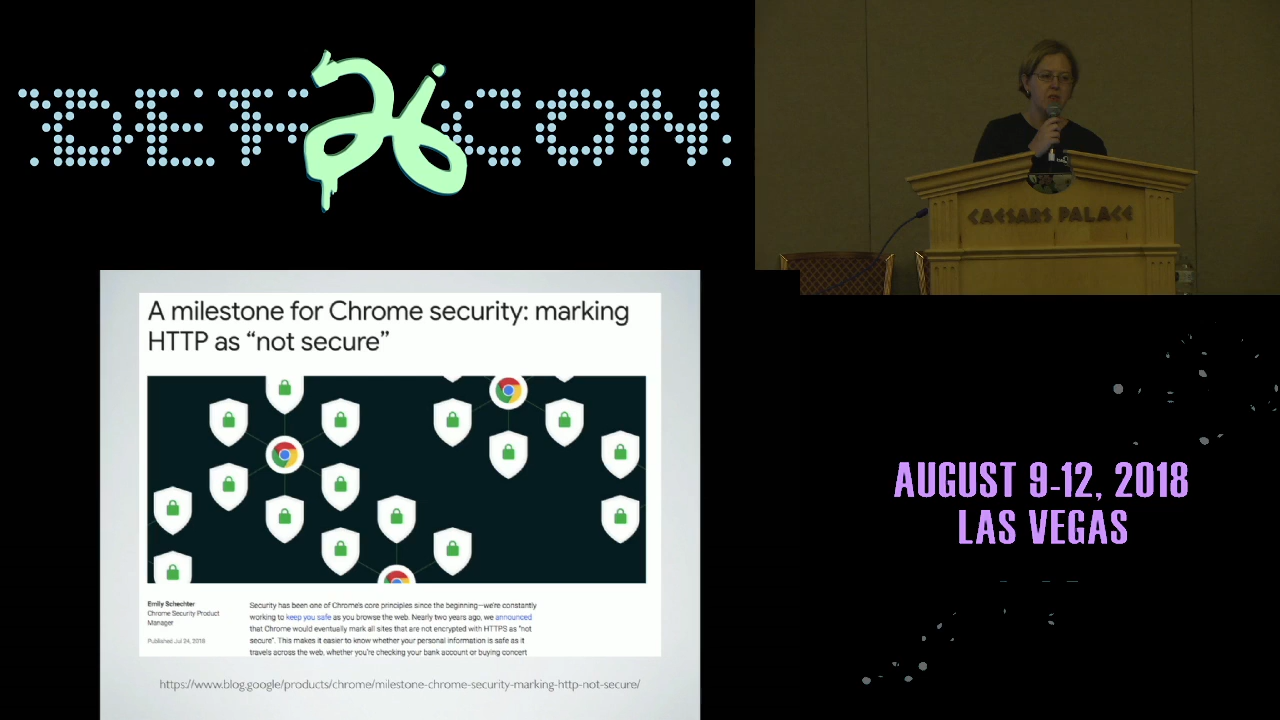 DEF CON
26
CAESARS PALACE
A milestone for Chrome security: marking
HTTP as “not secure”
Emily Schechter
Chrome Security Product
Manager
Published Jul 24, 2018
Security has been one of Chrome's core principles since the beginning—we're constantly
working to keep you safe as you browse the web. Nearly two years ago, we announced
that Chrome would eventually mark all sites that are not encrypted with HTTPS as “not
secure”. This makes it easier to know whether your personal information is safe as it
travels across the web, whether you're checking your bank account or buying concert
https://www.blog.google/products/chrome/milestone-chrome-security-marking-http-not-secure/
AUGUST 9-12, 2018
LAS VEGAS